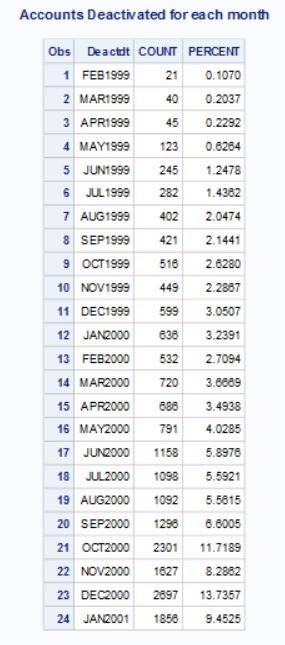 Accounts Deactivated for each month
Obs Deactdt COUNT PERCENT
1 FEB1999 21 0.1070
2 MAR1999 40 0.2037
3 APR1999 45 0.2292
4 MAY1999 123 0.6264
5 JUN1999 245 1.2478
6 JUL1999 282 1.4362
7 AUG1999 402 2.0474
8 SEP1999 421 2.1441
9 OCT1999 516 2.6280
10 NOV1999 449 2.2867
11 DEC1999 599 3.0507
12 JAN2000 636 3.2391
13 FEB2000 532 2.7094
14 MAR2000 720 3.6669
15 APR2000 686 3.4938
16 MAY2000 791 4.0285
17 JUN2000 1158 5.8976
18 JUL2000 1098 5.5921
19 AUG2000 1092 5.5615
20 SEP2000 1296 6.6005
21 OCT2000 2301 11.7189
22 NOV2000 1627 8.2862
23 DEC2000 2697 13.7357
24 JAN2001 1856 9.4525